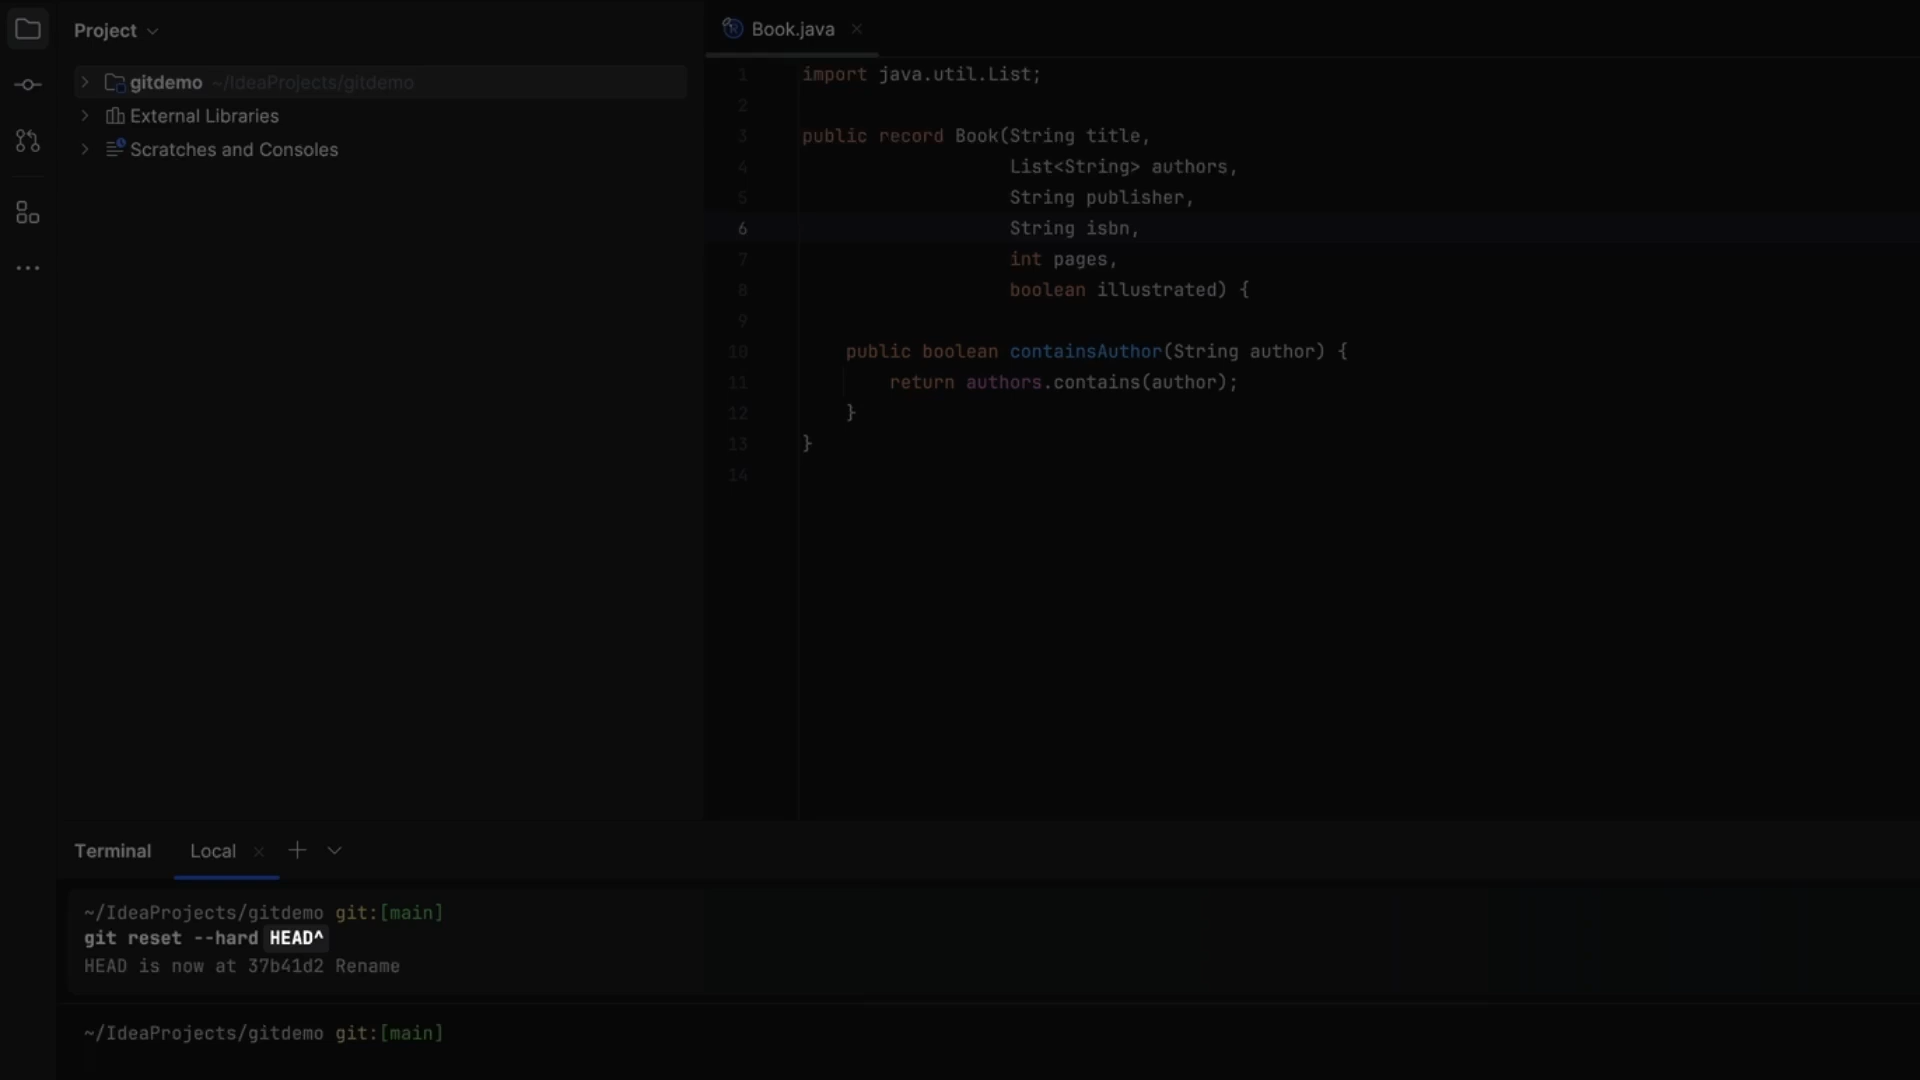 Project
gitdemo ~/IdeaProjects/gitdemo
External Libraries
Scratches and Consoles
Book.java
1 import java.util.List;
2
3 public record Book(String title,
4 List<String> authors,
5 String publisher,
6 String isbn,
7 int pages,
8 boolean illustrated) {
9
10 public boolean containsAuthor(String author) {
11 return authors.contains(author);
12 }
13 }
14
Terminal Local
~/IdeaProjects/gitdemo git:[main]
git reset --hard HEAD^
HEAD is now at 37b41d2 Rename
~/IdeaProjects/gitdemo git:[main]